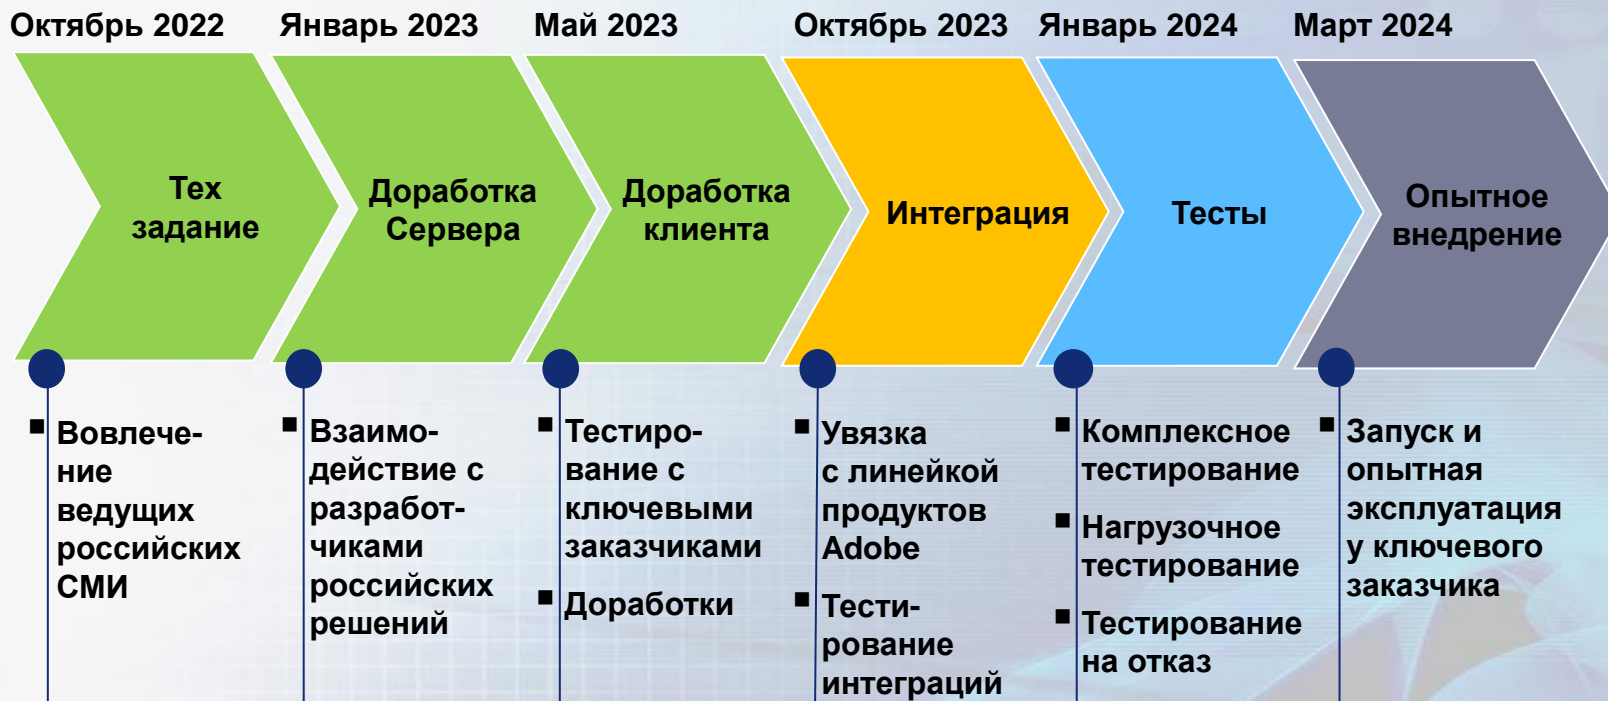 Октябрь 2022
Январь 2023
Май 2023
Октябрь 2023
Январь 2024
Март 2024
Тех
задание
Доработка
Сервера
Доработка
клиента
Интеграция
Тесты
Опытное
внедрение
▪ Вовлече-
ние
ведущих
российских
СМИ
▪ Взаимо-
действие с
разработ-
чиками
российских
решений
▪ Тестиро-
вание с
ключевыми
заказчиками
▪ Доработки
▪ Увязка
с линейкой
продуктов
Adobe
▪ Тести-
рование
интеграций
▪ Комплексное
тестирование
▪ Нагрузочное
тестирование
▪ Тестирование
на отказ
▪ Запуск и
опытная
эксплуатация
у ключевого
заказчика